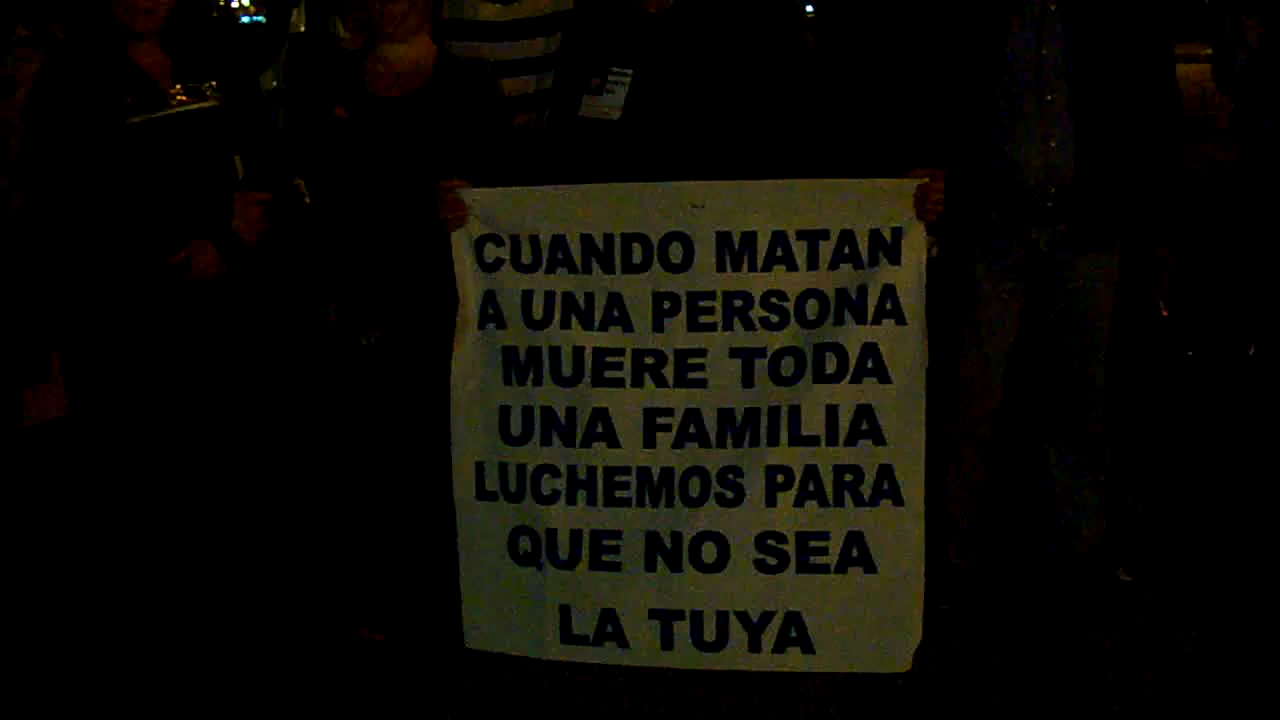 CUANDO MATAN
A UNA PERSONA
MUERE TODA
UNA FAMILIA
LUCHEMOS PARA
QUE NO SEA
LA TUYA